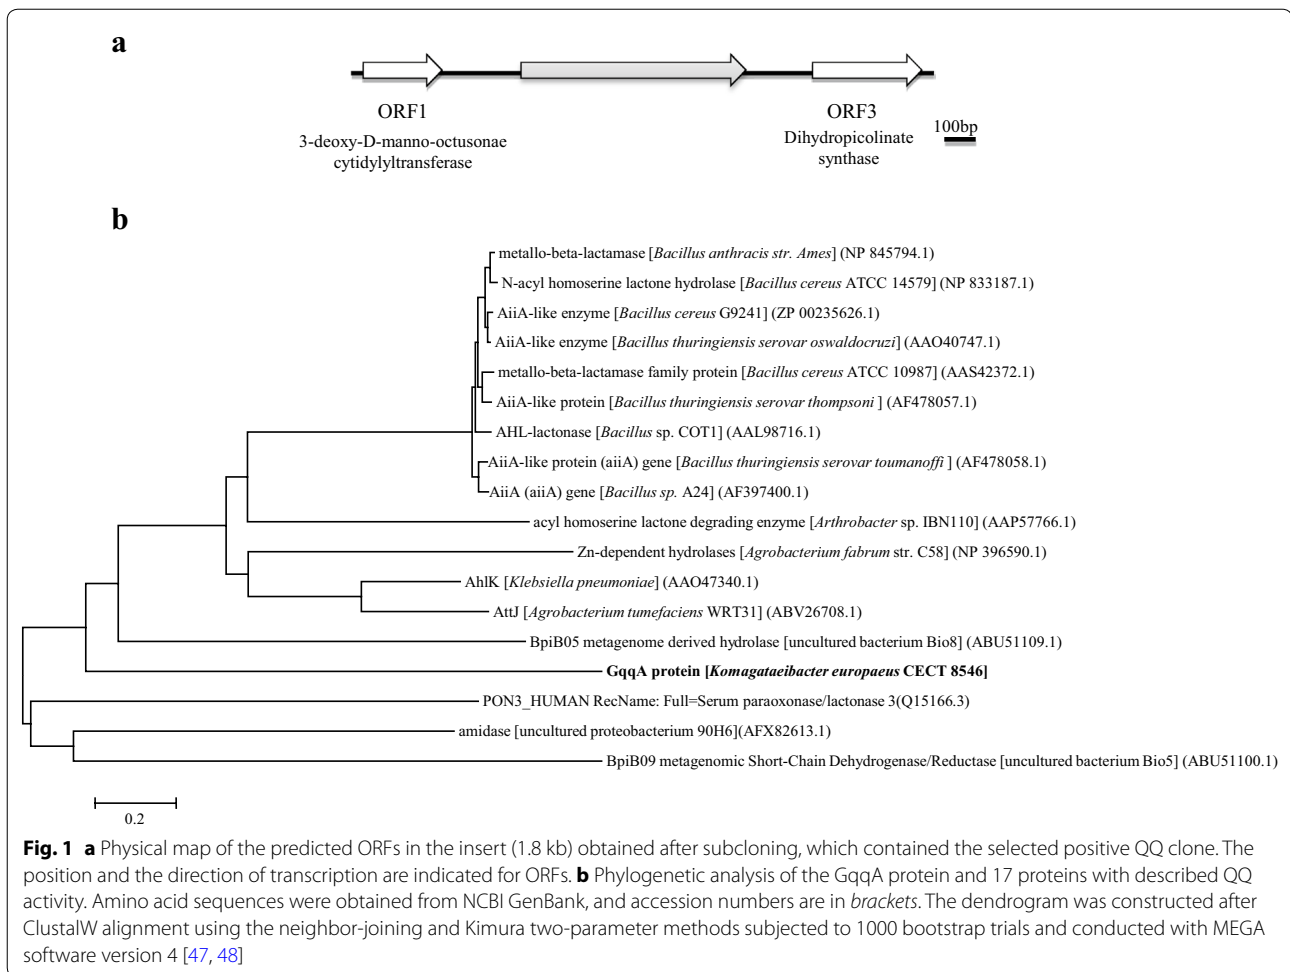 a
ORF1
3-deoxy-D-manno-octusonae
cytidylyltransferase
ORF3
Dihydropicolinate
synthase
100bp
b
metallo-beta-lactamase [Bacillus anthracis str. Ames] (NP 845794.1)
N-acyl homoserine lactone hydrolase [Bacillus cereus ATCC 14579] (NP 833187.1)
AiiA-like enzyme [Bacillus cereus G9241] (ZP 00235626.1)
AiiA-like enzyme [Bacillus thuringiensis serovar oswaldocruzi] (AAO40747.1)
metallo-beta-lactamase family protein [Bacillus cereus ATCC 10987] (AAS42372.1)
AiiA-like protein [Bacillus thuringiensis serovar thompsoni ] (AF478057.1)
AHL-lactonase [Bacillus sp. COT1] (AAL98716.1)
AiiA-like protein (aiiA) gene [Bacillus thuringiensis serovar toumanoffi ] (AF478058.1)
AiiA (aiiA) gene [Bacillus sp. A24] (AF397400.1)
acyl homoserine lactone degrading enzyme [Arthrobacter sp. IBN110] (AAP57766.1)
Zn-dependent hydrolases [Agrobacterium fabrum str. C58] (NP 396590.1)
AhlK [Klebsiella pneumoniae] (AAO47340.1)
AttJ [Agrobacterium tumefaciens WRT31] (ABV26708.1)
BpiB05 metagenome derived hydrolase [uncultured bacterium Bio8] (ABU51109.1)
GqqA protein [Komagataeibacter europaeus CECT 8546]
PON3_HUMAN RecName: Full=Serum paraoxonase/lactonase 3(Q15166.3)
amidase [uncultured proteobacterium 90H6](AFX82613.1)
BpiB09 metagenomic Short-Chain Dehydrogenase/Reductase [uncultured bacterium Bio5] (ABU51100.1)
0.2
Fig. 1 a Physical map of the predicted ORFs in the insert (1.8 kb) obtained after subcloning, which contained the selected positive QQ clone. The
position and the direction of transcription are indicated for ORFs. b Phylogenetic analysis of the GqqA protein and 17 proteins with described QQ
activity. Amino acid sequences were obtained from NCBI GenBank, and accession numbers are in brackets. The dendrogram was constructed after
ClustalW alignment using the neighbor-joining and Kimura two-parameter methods subjected to 1000 bootstrap trials and conducted with MEGA
software version 4 [47, 48]